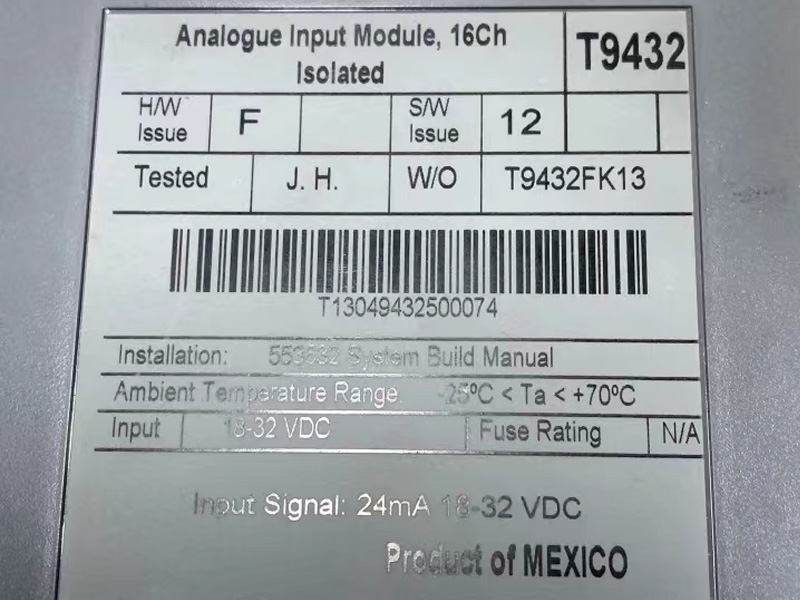 Analogue Input Module, 16Ch
Isolated
T9432
H/W Issue F S/W Issue 12
Tested J. H. W/O T9432FK13
T13049432500074
Installation: 553632 System Build Manual
Ambient Temperature Range. -25ºC < Ta < +70ºC
Input 18-32 VDC Fuse Rating N/A
Input Signal: 24mA 18-32 VDC
Product of MEXICO